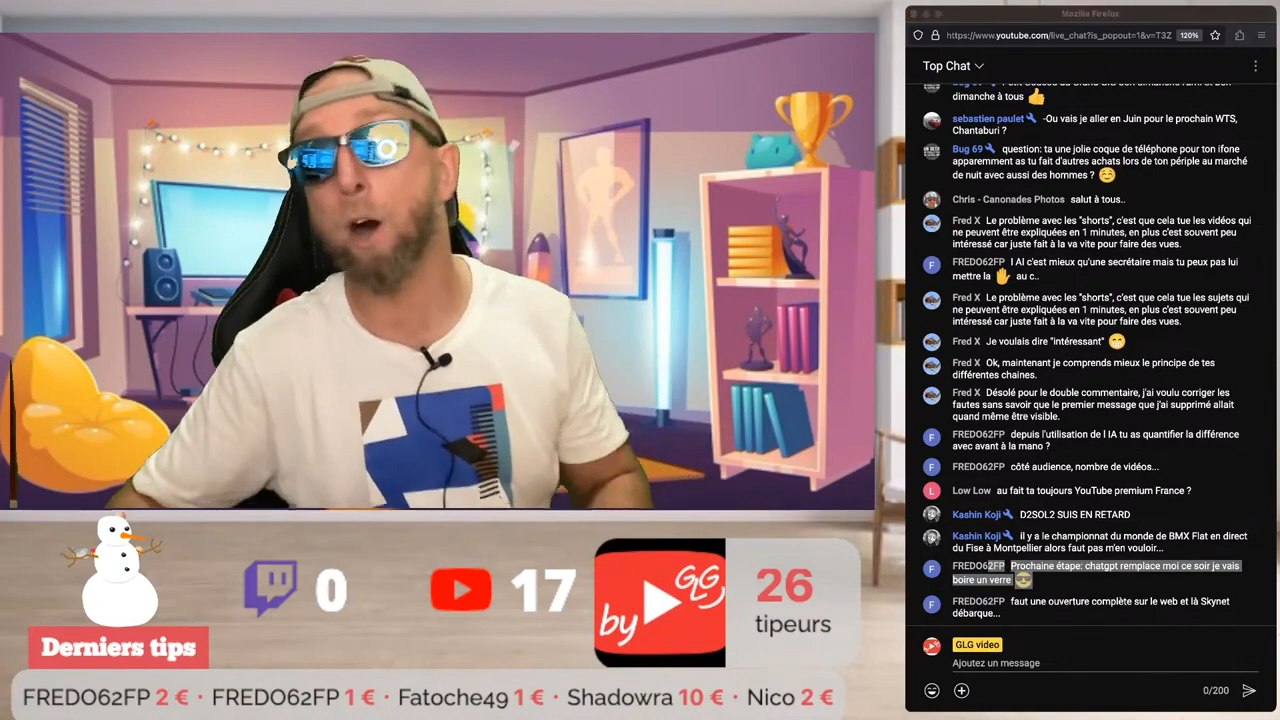 Mozilla Firefox
https://www.youtube.com/live_chat?is_popout=1&v=T3Z 120%
Top Chat
dimanche à tous 👍
sebastien paulet -Ou vais je aller en Juin pour le prochain WTS,
Chantaburi ?
Bug 69 question: ta une jolie coque de téléphone pour ton ifone
apparemment as tu fait d'autres achats lors de ton périple au marché
de nuit avec aussi des hommes ? ☺️
Chris - Canonades Photos salut à tous..
Fred X Le problème avec les "shorts", c'est que cela tue les vidéos qui
ne peuvent être expliquées en 1 minutes, en plus c'est souvent peu
intéressé car juste fait à la va vite pour faire des vues.
FREDO62FP l AI c'est mieux qu'une secrétaire mais tu peux pas lui
mettre la ✋ au c..
Fred X Le problème avec les "shorts", c'est que cela tue les sujets qui
ne peuvent être expliquées en 1 minutes, en plus c'est souvent peu
intéressé car juste fait à la va vite pour faire des vues.
Fred X Je voulais dire "intéressant" 😁
Fred X Ok, maintenant je comprends mieux le principe de tes
différentes chaines.
Fred X Désolé pour le double commentaire, j'ai voulu corriger les
fautes sans savoir que le premier message que j'ai supprimé allait
quand même être visible.
FREDO62FP depuis l'utilisation de l IA tu as quantifier la différence
avec avant à la mano ?
FREDO62FP côté audience, nombre de vidéos...
Low Low au fait ta toujours YouTube premium France ?
Kashin Koji D2SOL2 SUIS EN RETARD
Kashin Koji il y a le championnat du monde de BMX Flat en direct
du Fise à Montpellier alors faut pas m'en vouloir...
FREDO62FP Prochaine étape: chatgpt remplace moi ce soir je vais
boire un verre 😎
FREDO62FP faut une ouverture complète sur le web et là Skynet
débarque...
GLG video
Ajoutez un message
0/200
0
17
by GLG
26
tipeurs
Derniers tips
FREDO62FP 2 € · FREDO62FP 1 € · Fatoche49 1 € · Shadowra 10 € · Nico 2 €